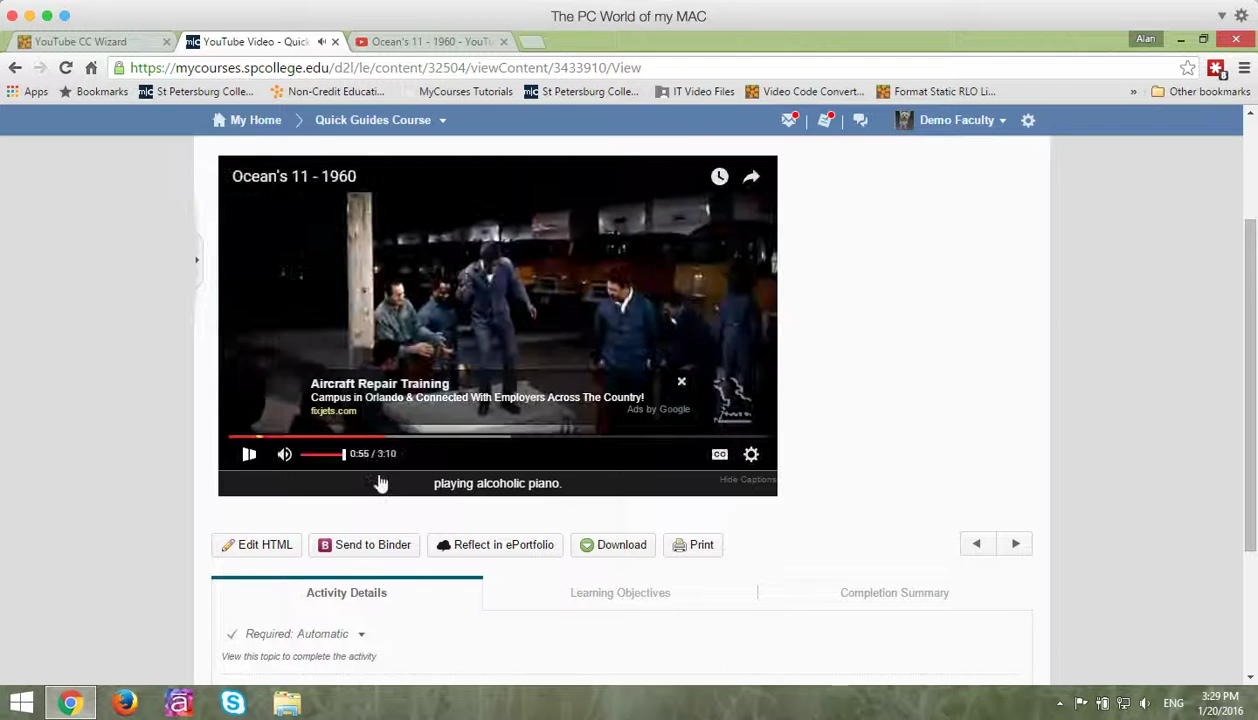 The PC World of my MAC
YouTube CC Wizard
YouTube Video - Quick
Ocean's 11 - 1960 - YouTu
Alan
https://mycourses.spcollege.edu/d2l/le/content/32504/viewContent/3433910/View
8
Apps
Bookmarks
St Petersburg Colle...
Non-Credit Educati...
MyCourses Tutorials
St Petersburg Colle...
IT Video Files
Video Code Convert...
Format Static RLO Li...
»
Other bookmarks
My Home
Quick Guides Course
Demo Faculty
Ocean's 11 - 1960
Aircraft Repair Training
Campus in Orlando & Connected With Employers Across The Country!
fixjets.com
Ads by Google
0:55 / 3:10
CC
playing alcoholic piano.
Hide Captions
Edit HTML
B Send to Binder
Reflect in ePortfolio
Download
Print
Activity Details
Learning Objectives
Completion Summary
Required: Automatic
View this topic to complete the activity
ENG
3:29 PM
1/20/2016